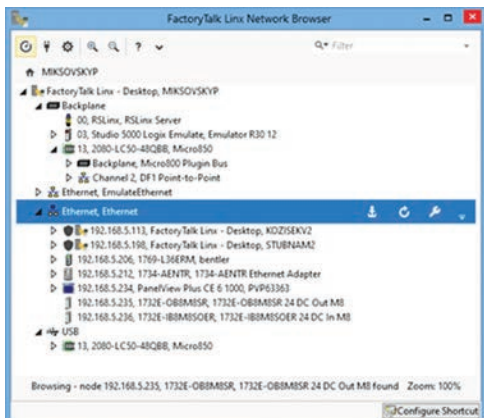 FactoryTalk Linx Network Browser
Filter
MIKSOVSKYP
FactoryTalk Linx - Desktop, MIKSOVSKYP
Backplane
00, RSLinx, RSLinx Server
03, Studio 5000 Logix Emulate, Emulator R30 12
13, 2080-LC50-48QBB, Micro850
Backplane, Micro800 Plugin Bus
Channel 2, DF1 Point-to-Point
Ethernet, EmulateEthernet
Ethernet, Ethernet
192.168.5.113, FactoryTalk Linx - Desktop, KOZISEKV2
192.168.5.198, FactoryTalk Linx - Desktop, STUBNAM2
192.168.5.206, 1769-L36ERM, bentler
192.168.5.212, 1734-AENTR, 1734-AENTR Ethernet Adapter
192.168.5.234, PanelView Plus CE 6 1000, PVP63363
192.168.5.235, 1732E-OB8M8SR, 1732E-OB8M8SR 24 DC Out M8
192.168.5.236, 1732E-IB8M8SOER, 1732E-IB8M8SOER 24 DC In M8
USB
13, 2080-LC50-48QBB, Micro850
Browsing - node 192.168.5.235, 1732E-OB8M8SR, 1732E-OB8M8SR 24 DC Out M8 found Zoom: 100%
Configure Shortcut